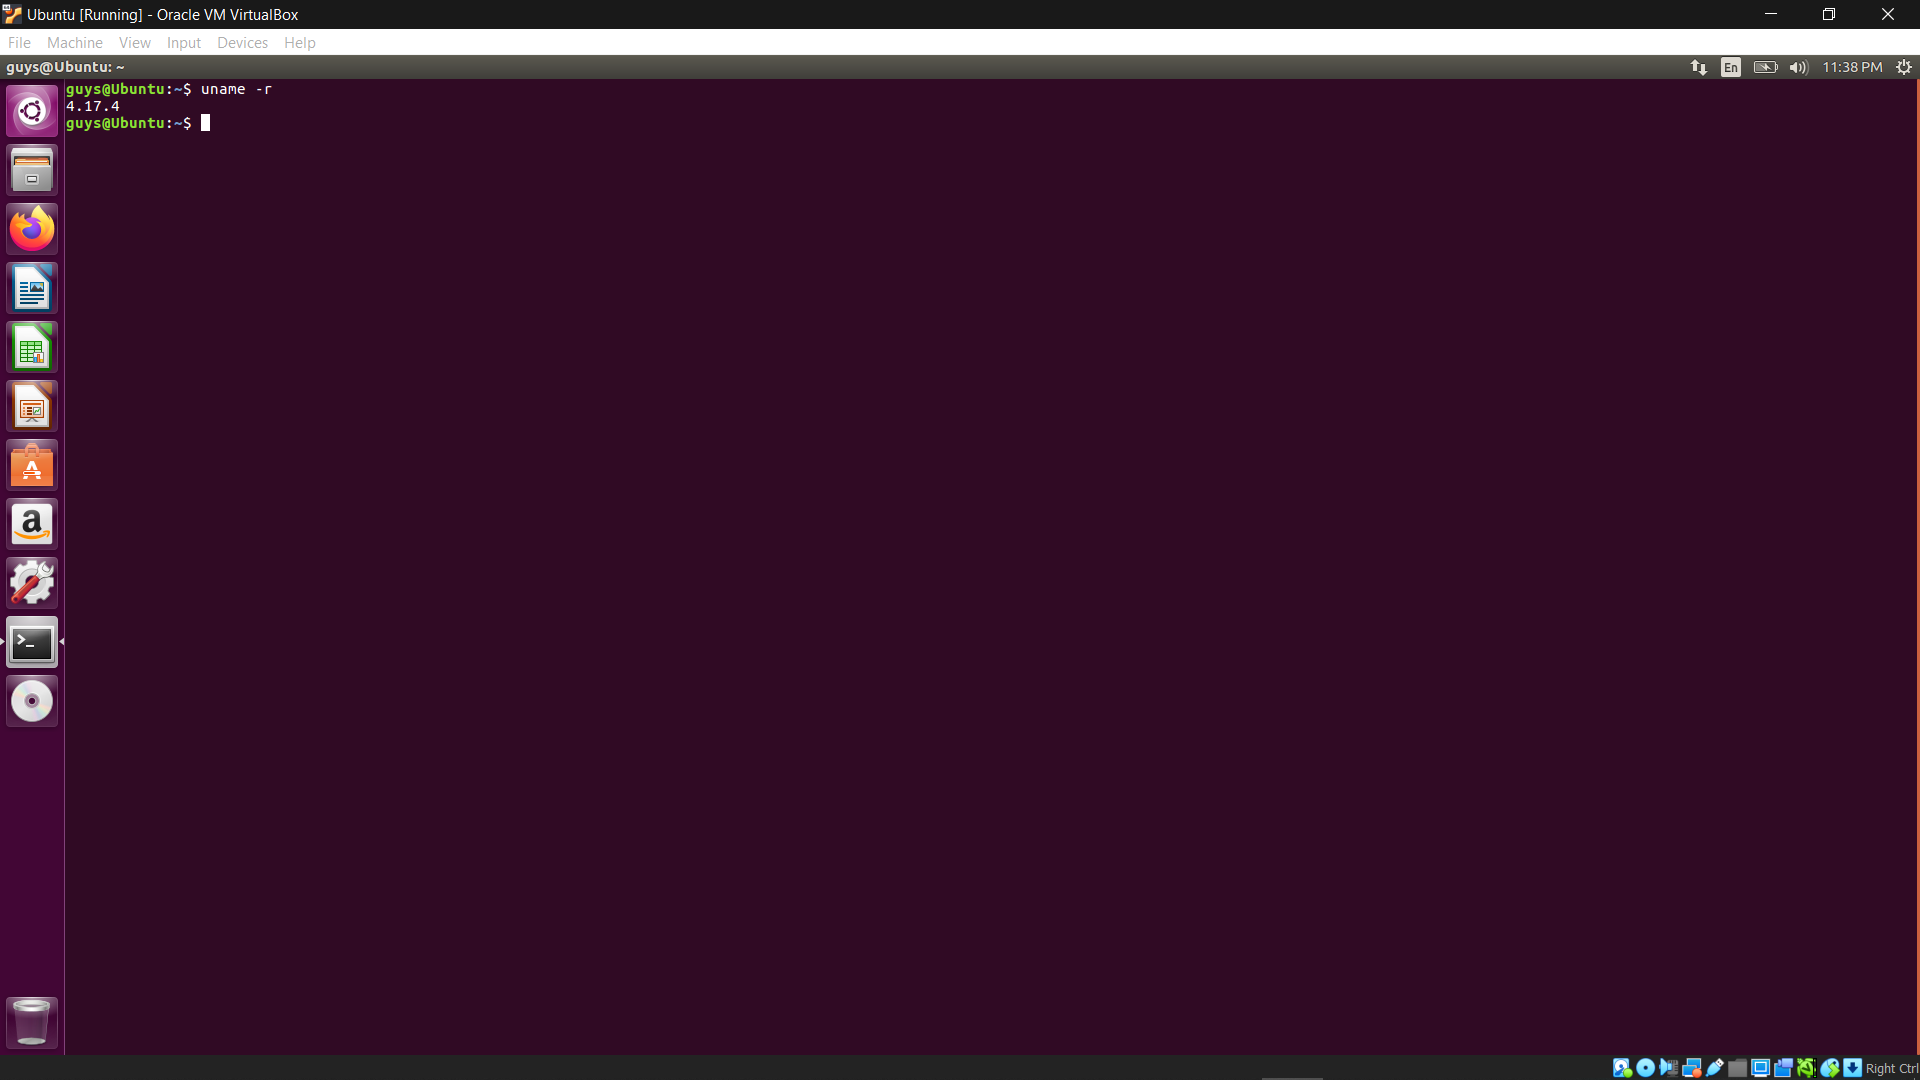 Ubuntu [Running] - Oracle VM VirtualBox
File Machine View Input Devices Help
guys@Ubuntu: ~
En 11:38 PM
guys@Ubuntu:~$ uname -r
4.17.4
guys@Ubuntu:~$
Right Ctrl